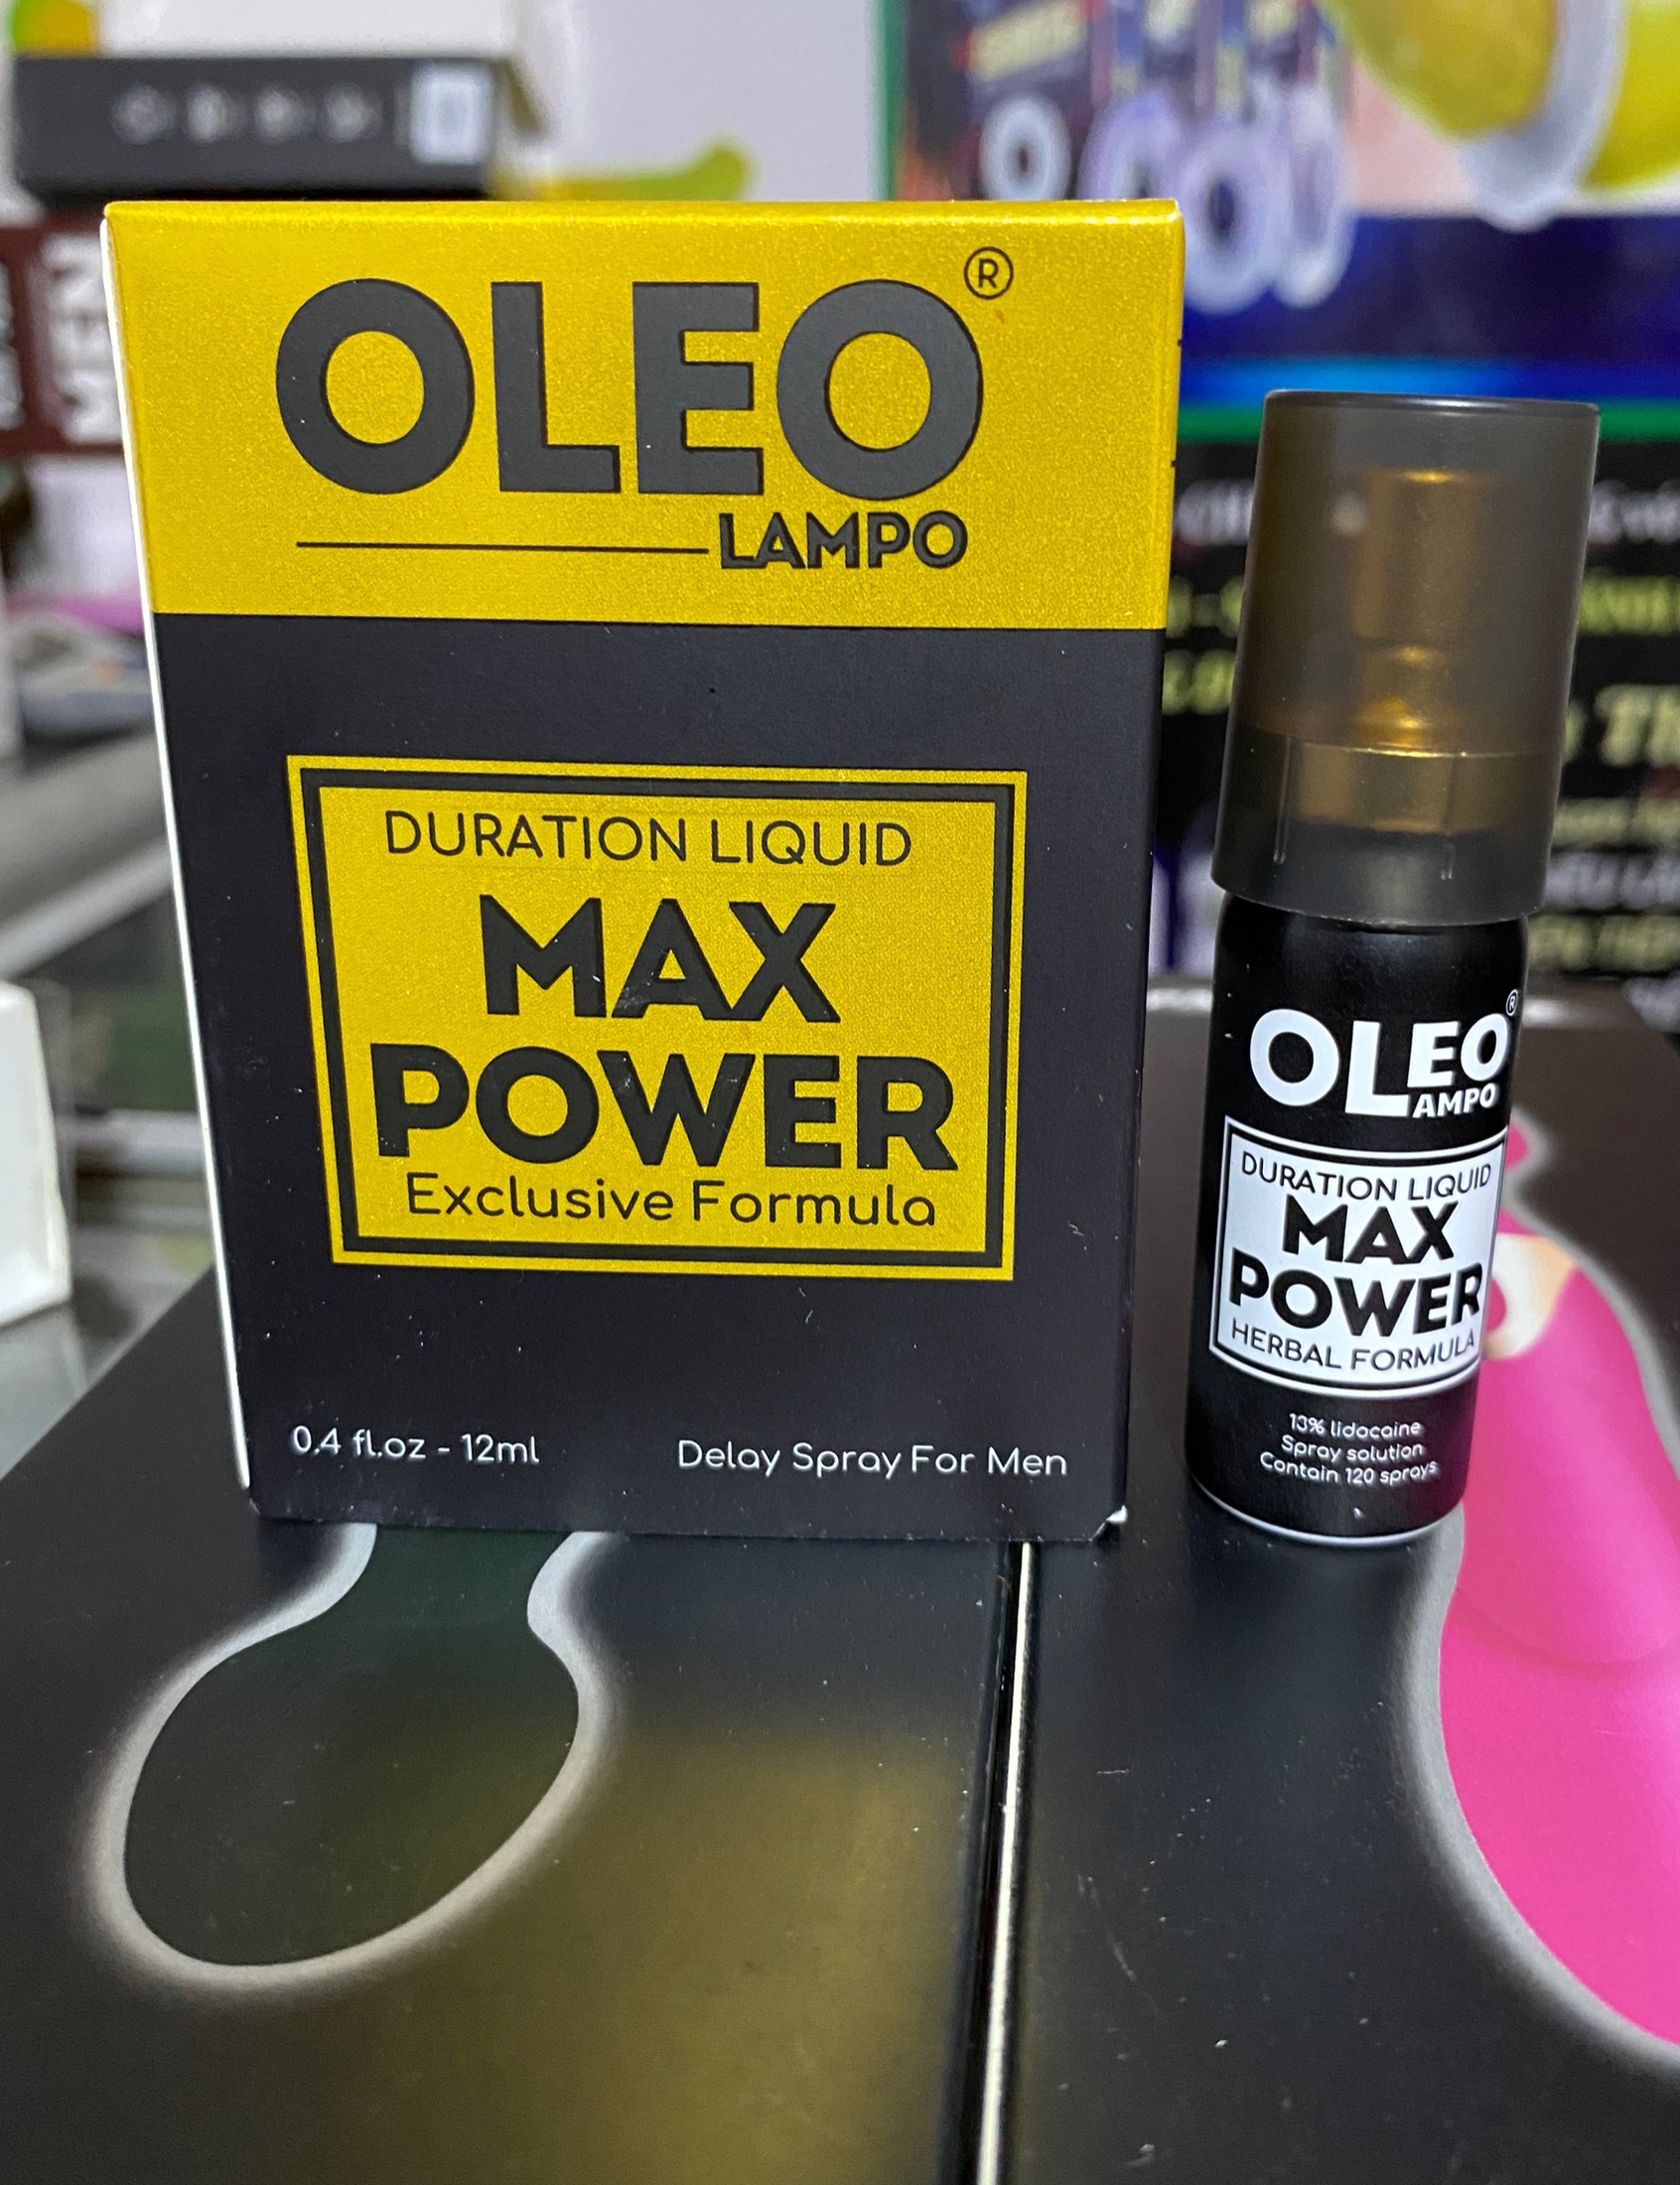 OLEO®
LAMPO
DURATION LIQUID
MAX
POWER
Exclusive Formula
0.4 fl.oz - 12ml
Delay Spray For Men
OLEO®
LAMPO
DURATION LIQUID
MAX
POWER
HERBAL FORMULA
13% lidocaine
Spray solution
Contain 120 sprays